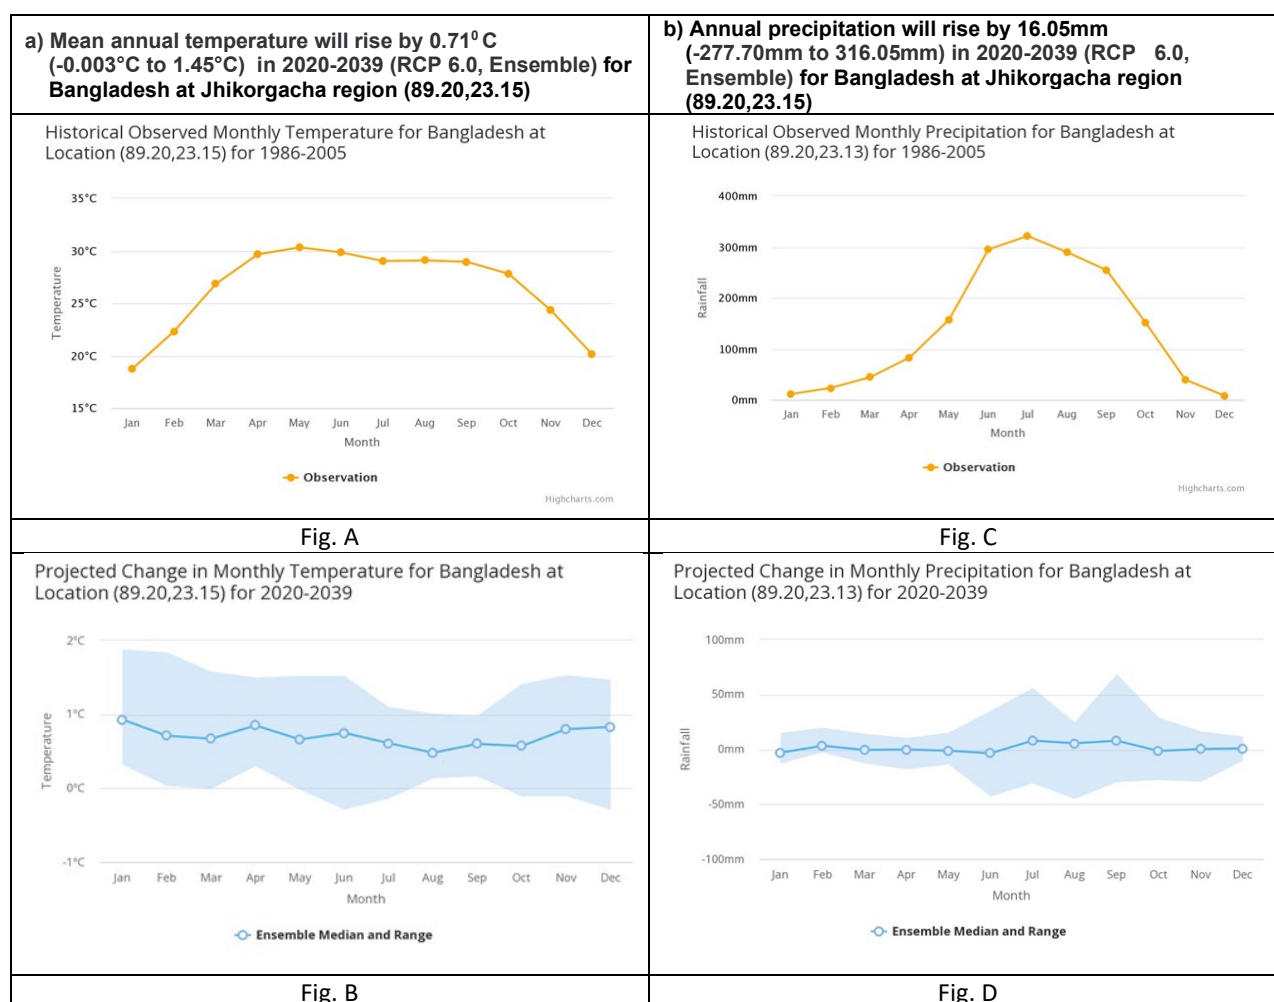 a) Mean annual temperature will rise by 0.71⁰ C
(-0.003°C to 1.45°C) in 2020-2039 (RCP 6.0, Ensemble) for
Bangladesh at Jhikorgacha region (89.20,23.15)
b) Annual precipitation will rise by 16.05mm
(-277.70mm to 316.05mm) in 2020-2039 (RCP 6.0,
Ensemble) for Bangladesh at Jhikorgacha region
(89.20,23.15)
Historical Observed Monthly Temperature for Bangladesh at
Location (89.20,23.15) for 1986-2005
35°C
30°C
25°C
20°C
15°C
Temperature
Jan Feb Mar Apr May Jun Jul Aug Sep Oct Nov Dec
Month
Observation
Highcharts.com
Historical Observed Monthly Precipitation for Bangladesh at
Location (89.20,23.13) for 1986-2005
400mm
300mm
200mm
100mm
0mm
Rainfall
Jan Feb Mar Apr May Jun Jul Aug Sep Oct Nov Dec
Month
Observation
Highcharts.com
Fig. A
Fig. C
Projected Change in Monthly Temperature for Bangladesh at
Location (89.20,23.15) for 2020-2039
2°C
1°C
0°C
-1°C
Temperature
Jan Feb Mar Apr May Jun Jul Aug Sep Oct Nov Dec
Month
Ensemble Median and Range
Projected Change in Monthly Precipitation for Bangladesh at
Location (89.20,23.13) for 2020-2039
100mm
50mm
0mm
-50mm
-100mm
Rainfall
Jan Feb Mar Apr May Jun Jul Aug Sep Oct Nov Dec
Month
Ensemble Median and Range
Fig. B
Fig. D